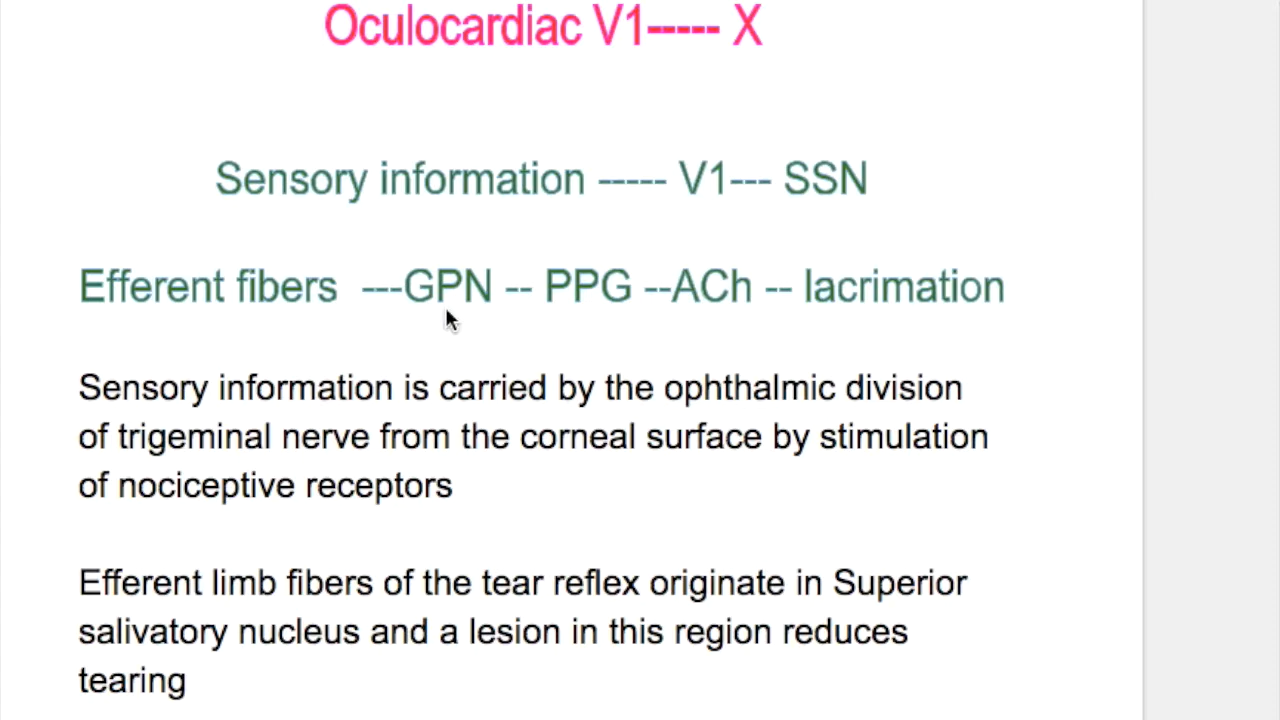 Oculocardiac V1----- X
Sensory information ----- V1--- SSN
Efferent fibers ---GPN -- PPG --ACh -- lacrimation
Sensory information is carried by the ophthalmic division
of trigeminal nerve from the corneal surface by stimulation
of nociceptive receptors
Efferent limb fibers of the tear reflex originate in Superior
salivatory nucleus and a lesion in this region reduces
tearing